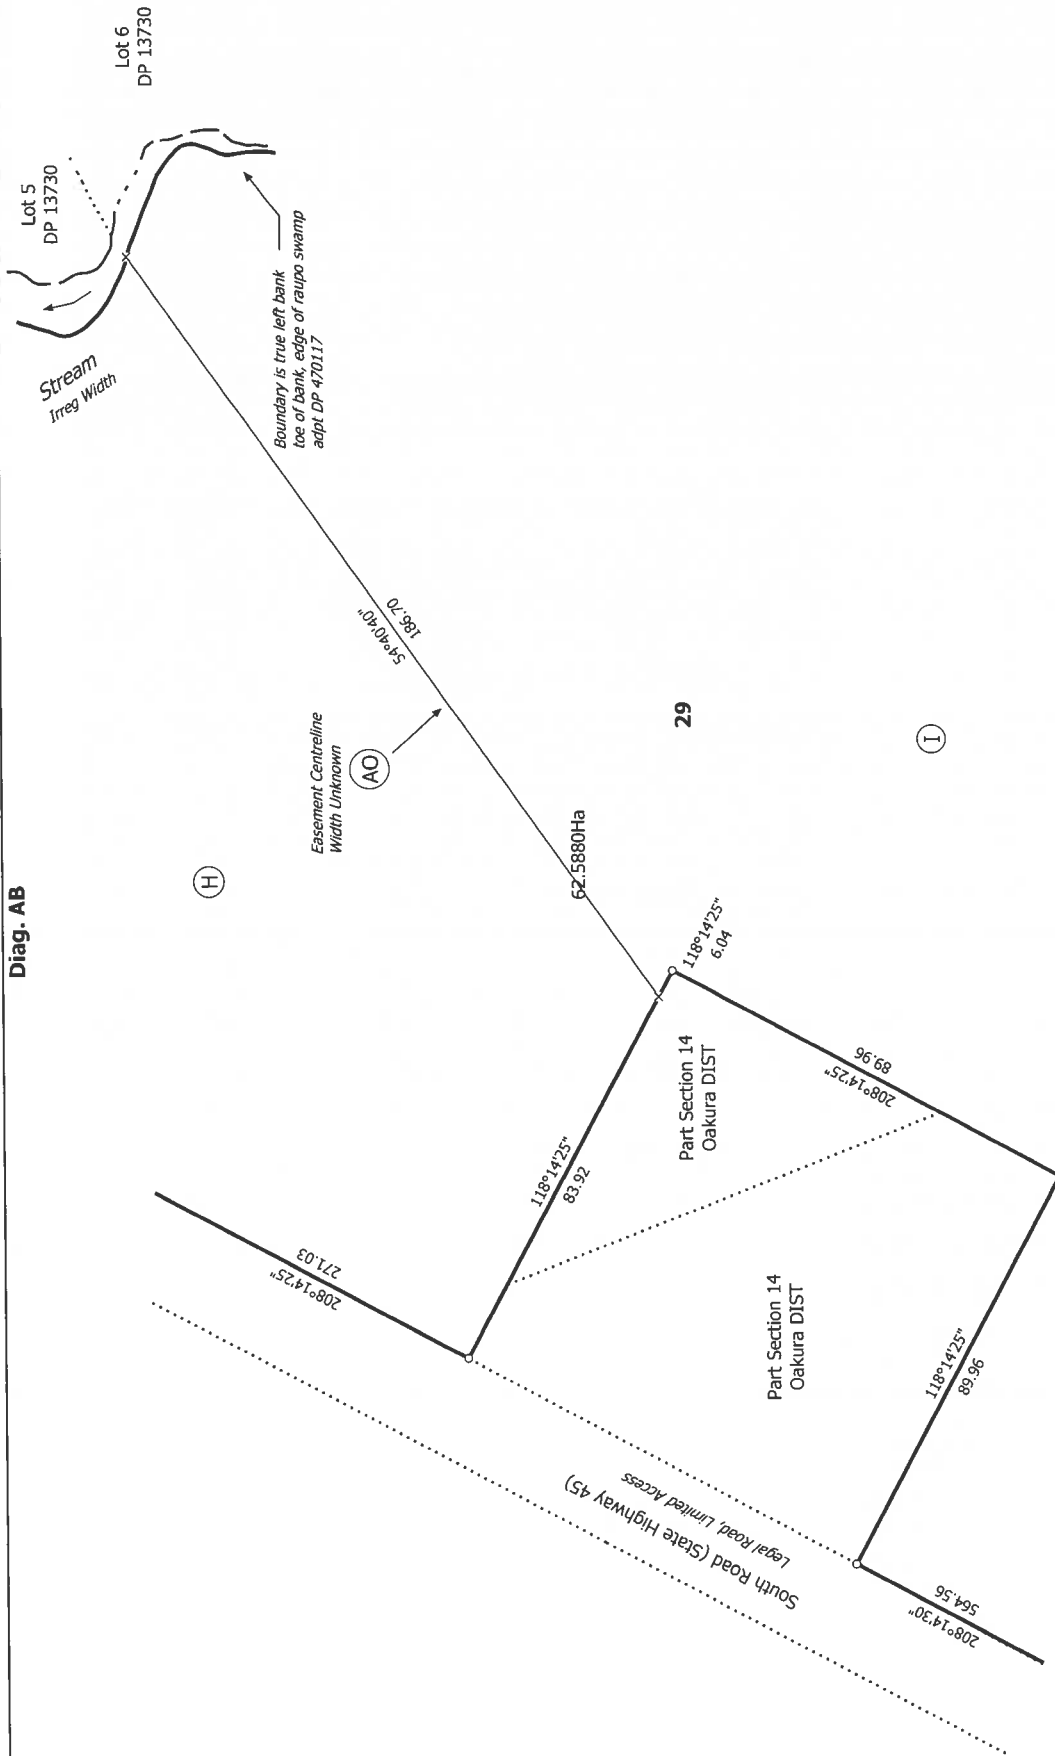 Diag. AB
Lot 5
DP 13730
Lot 6
DP 13730
Stream
Irreg Width
Boundary is true left bank
toe of bank, edge of raupo swamp
adpt DP 470117
54°40'40"
186.70
Easement Centreline
Width Unknown
AO
H
29
I
62.5880Ha
118°14'25"
6.04
Part Section 14
Oakura DIST
89.96
208°14'25"
118°14'25"
83.92
271.03
208°14'25"
Part Section 14
Oakura DIST
118°14'25"
89.96
Legal Road, Limited Access
South Road (State Highway 45)
564.56
208°14'30"